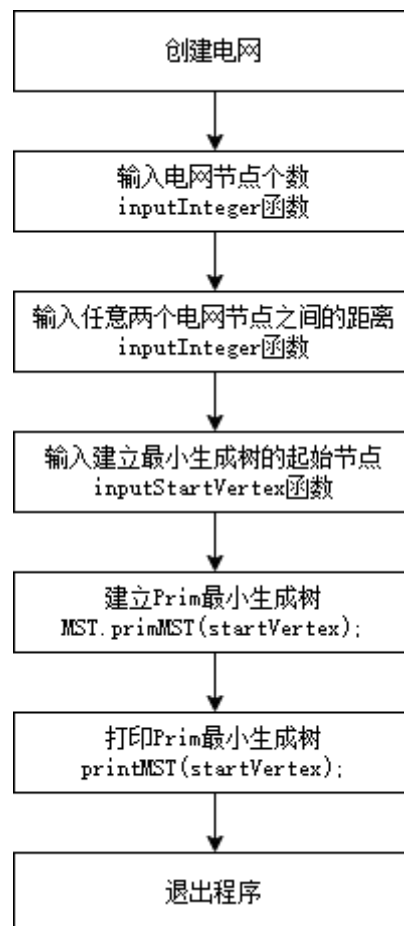 创建电网
输入电网节点个数
inputInteger函数
输入任意两个电网节点之间的距离
inputInteger函数
输入建立最小生成树的起始节点
inputStartVertex函数
建立Prim最小生成树
MST.primMST(startVertex);
打印Prim最小生成树
printMST(startVertex);
退出程序